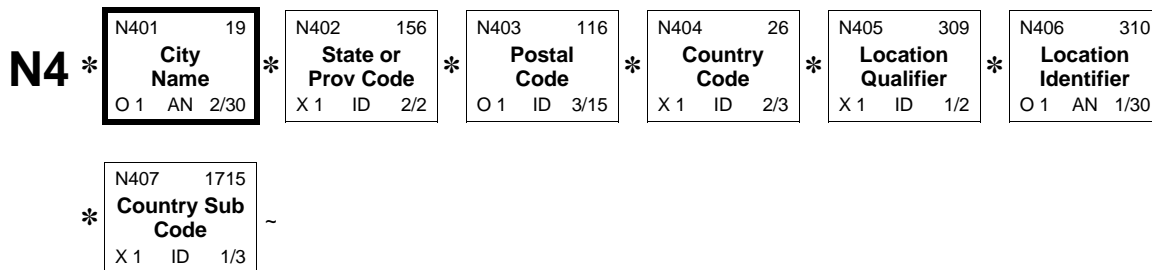 N4 * N401 19 * N402 156 * N403 116 * N404 26 * N405 309 * N406 310
City Name State or Prov Code Postal Code Country Code Location Qualifier Location Identifier
O 1 AN 2/30 X 1 ID 2/2 O 1 ID 3/15 X 1 ID 2/3 X 1 ID 1/2 O 1 AN 1/30
* N407 1715 ~
Country Sub
Code
X 1 ID 1/3